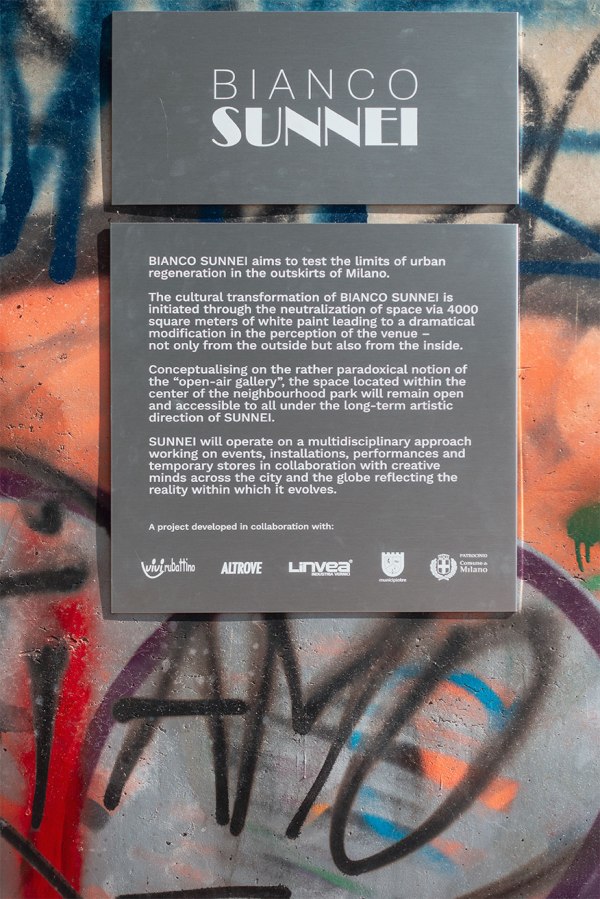 BIANCO
SUNNEI
BIANCO SUNNEI aims to test the limits of urban
regeneration in the outskirts of Milano.
The cultural transformation of BIANCO SUNNEI is
initiated through the neutralization of space via 4000
square meters of white paint leading to a dramatical
modification in the perception of the venue –
not only from the outside but also from the inside.
Conceptualising on the rather paradoxical notion of
the “open-air gallery”, the space located within the
center of the neighbourhood park will remain open
and accessible to all under the long-term artistic
direction of SUNNEI.
SUNNEI will operate on a multidisciplinary approach
working on events, installations, performances and
temporary stores in collaboration with creative
minds across the city and the globe reflecting the
reality within which it evolves.
A project developed in collaboration with:
vivi.rubattino
ALTROVE
LINVEA
INDUSTRIA VERNICI
municipiotre
PATROCINIO
Comune di
Milano
AMO